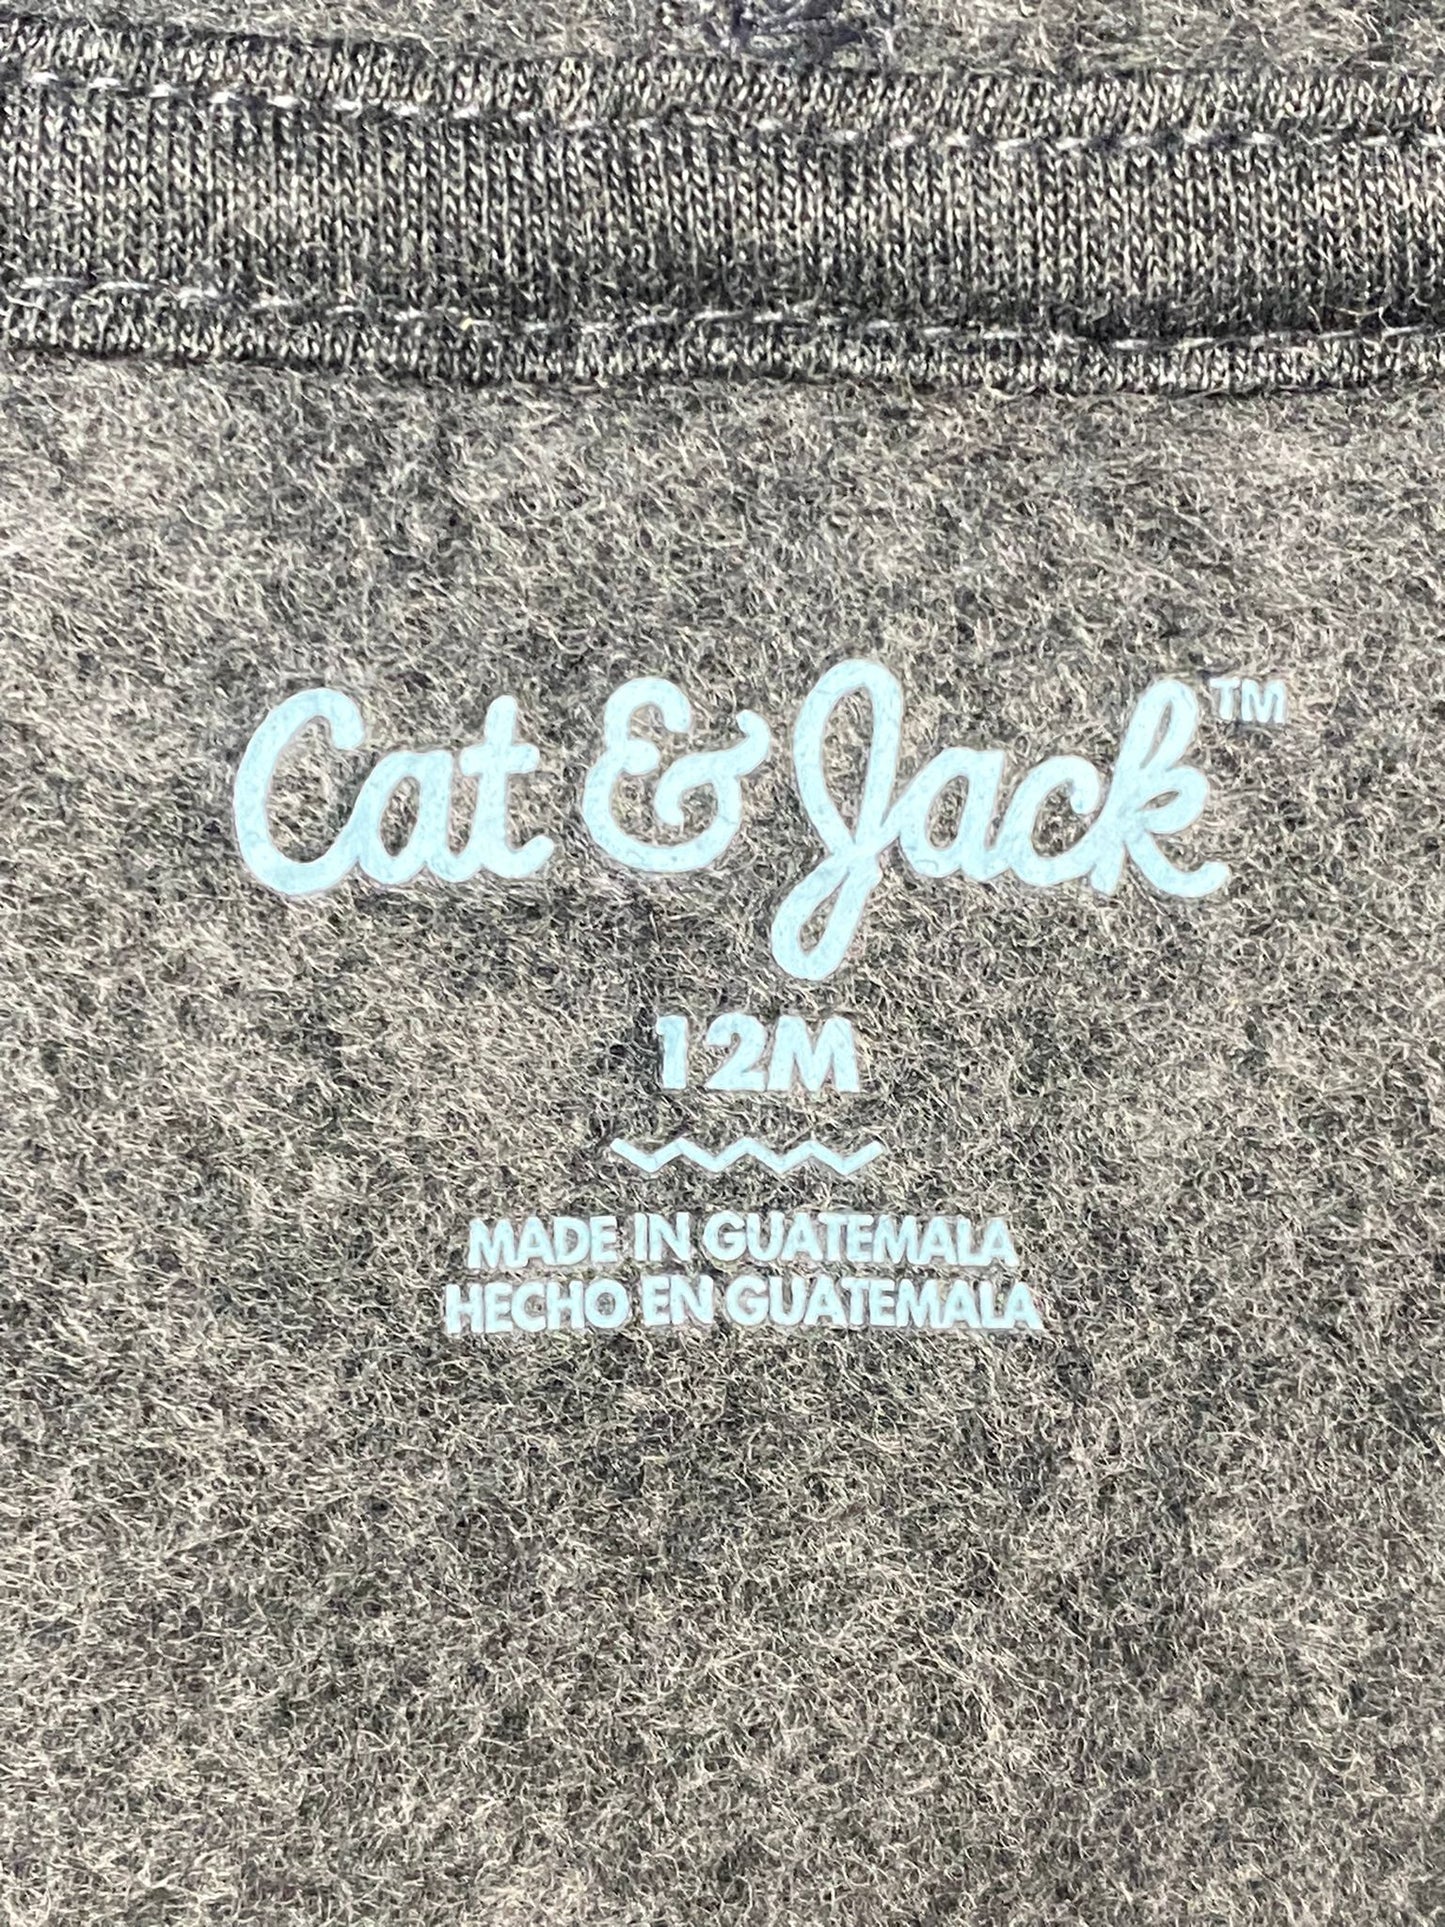 Cat & Jack™
12M
MADE IN GUATEMALA
HECHO EN GUATEMALA